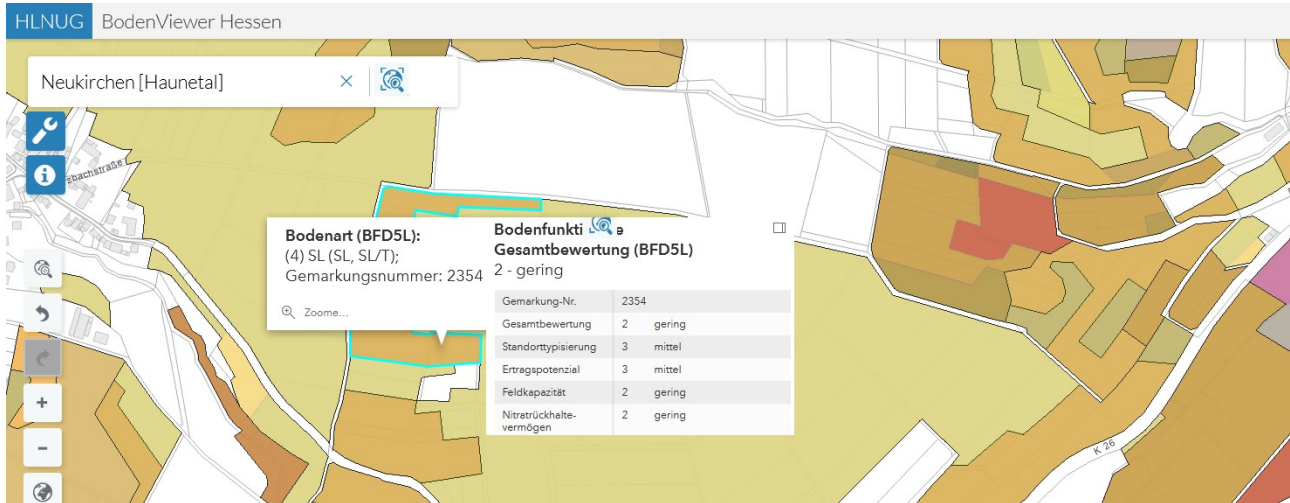 HLNUG BodenViewer Hessen
Neukirchen [Haunetal]
zbachstraße
Bodenart (BFD5L):
(4) SL (SL, SL/T);
Gemarkungsnummer: 2354
Zoome...
Bodenfunkti e
Gesamtbewertung (BFD5L)
2 - gering
Gemarkung-Nr. 2354
Gesamtbewertung 2 gering
Standorttypisierung 3 mittel
Ertragspotenzial 3 mittel
Feldkapazität 2 gering
Nitratrückhalte-
vermögen 2 gering
K 26